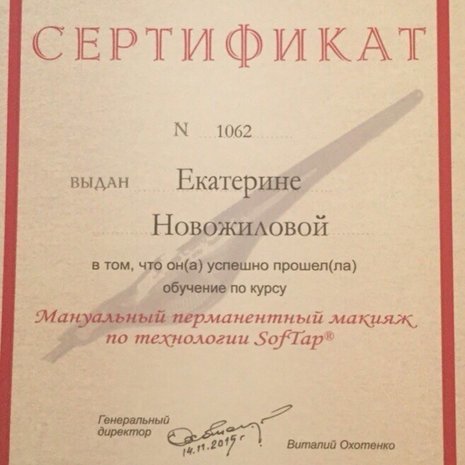 СЕРТИФИКАТ
N 1062
ВЫДАН Екатерине
Новожиловой
в том, что он(а) успешно прошел(ла)
обучение по курсу
Мануальный перманентный макияж
по технологии SofTap®
Генеральный
директор
14.11.2015 г
Виталий Охотенко